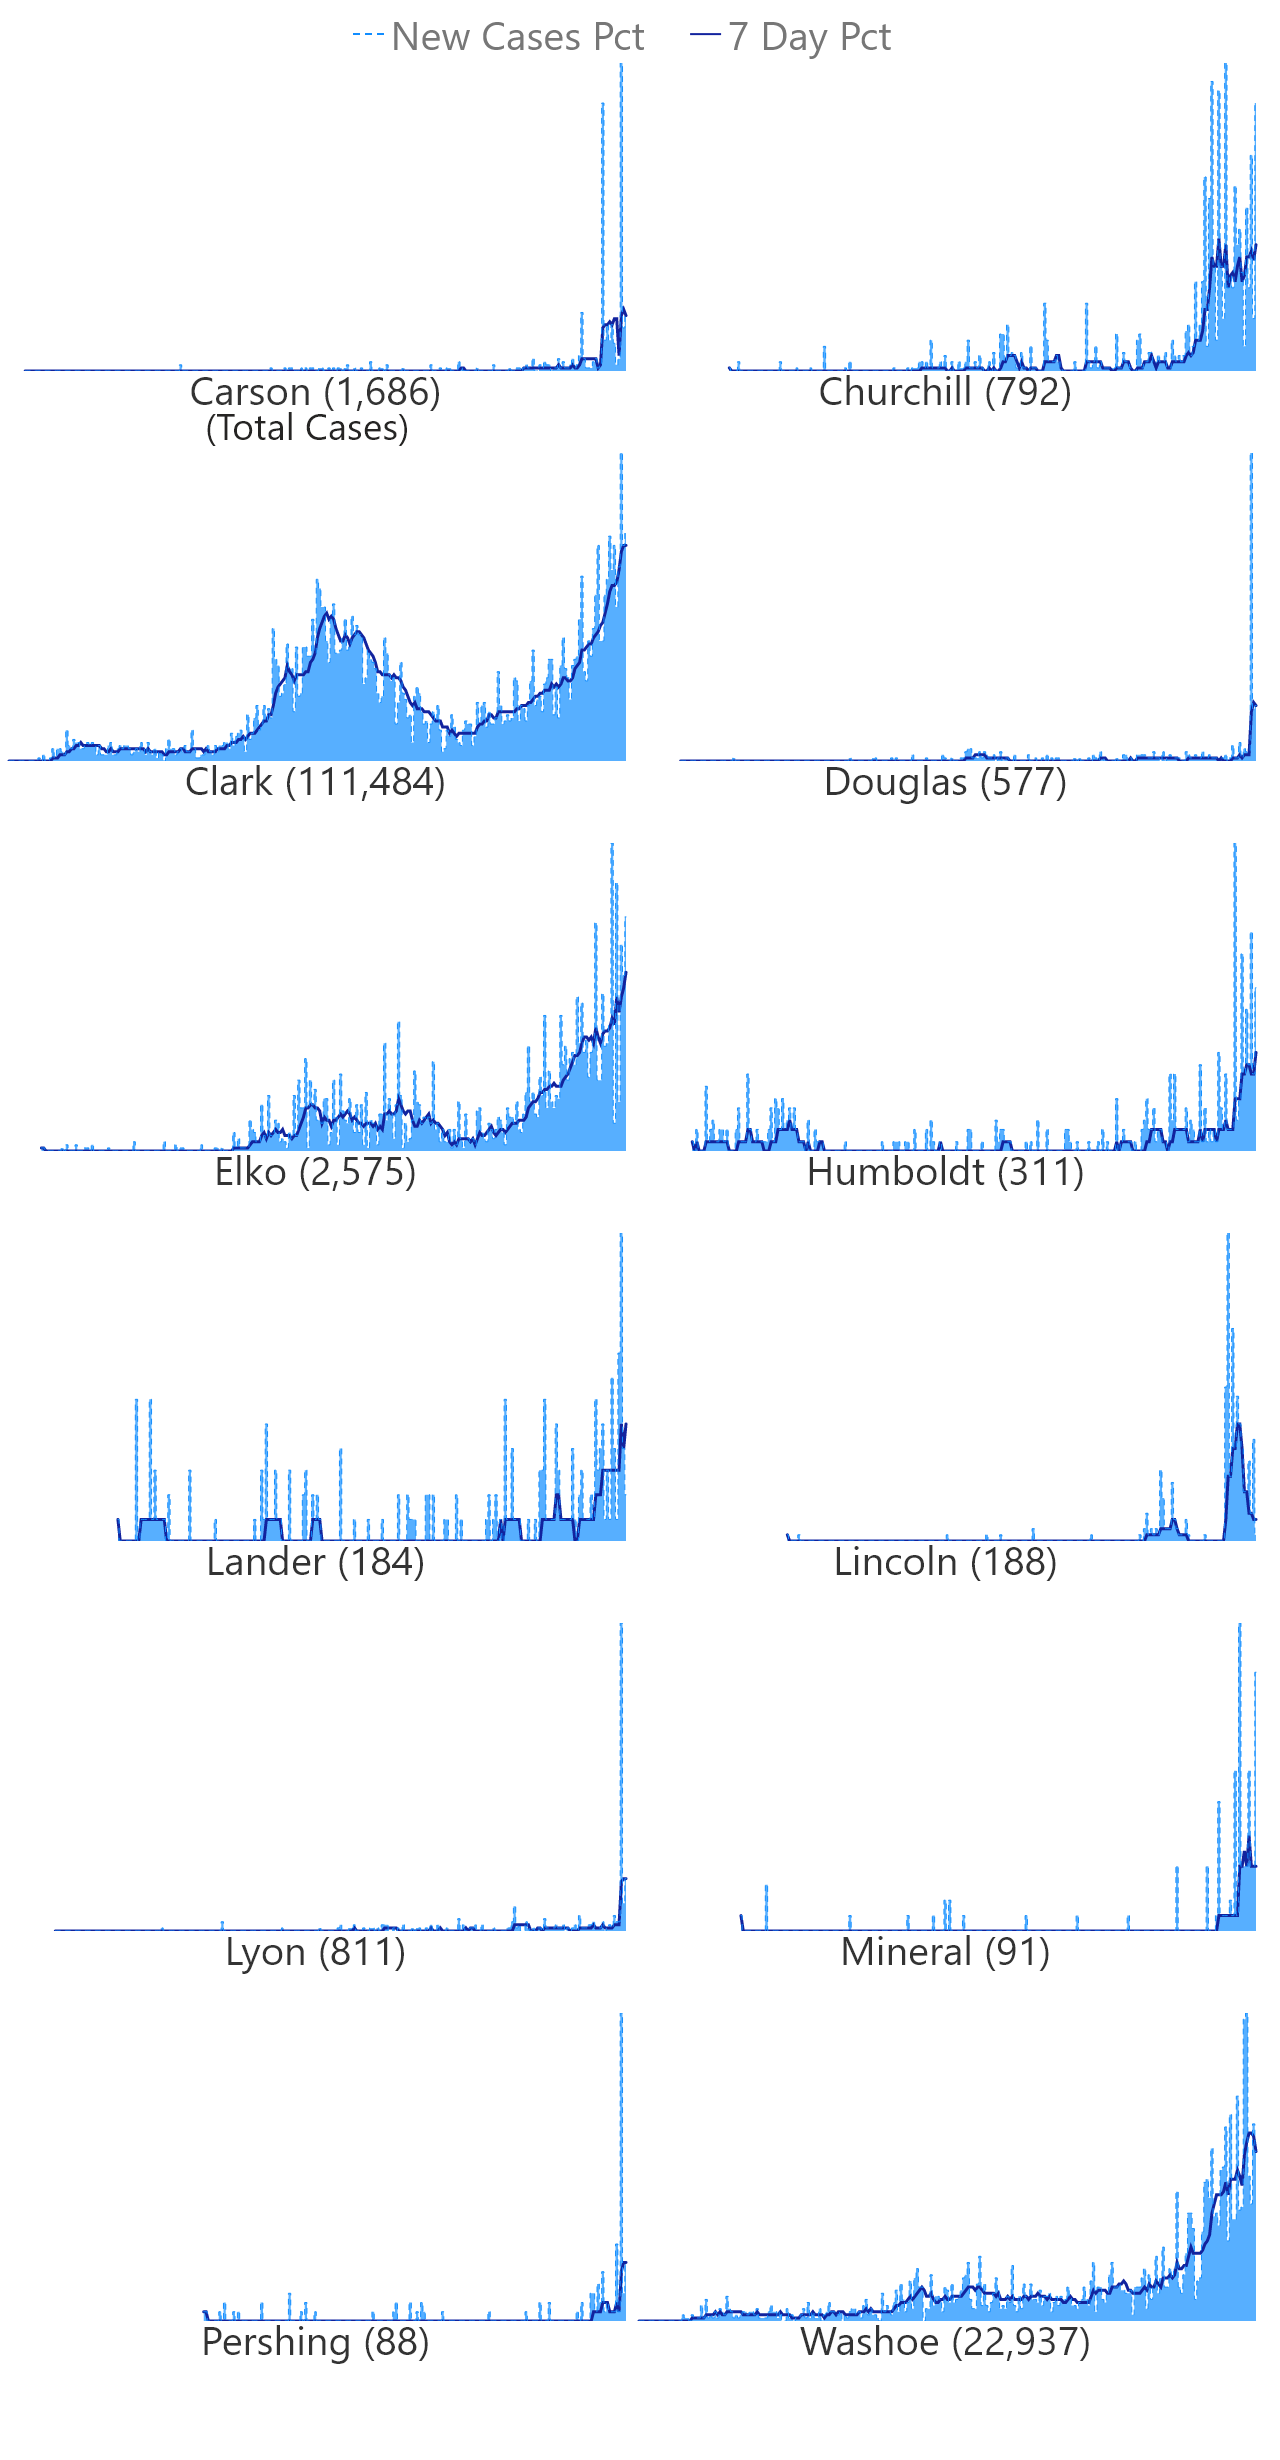 New Cases Pct 7 Day Pct
Carson (1,686) Churchill (792)
(Total Cases)
Clark (111,484) Douglas (577)
Elko (2,575) Humboldt (311)
Lander (184) Lincoln (188)
Lyon (811) Mineral (91)
Pershing (88) Washoe (22,937)